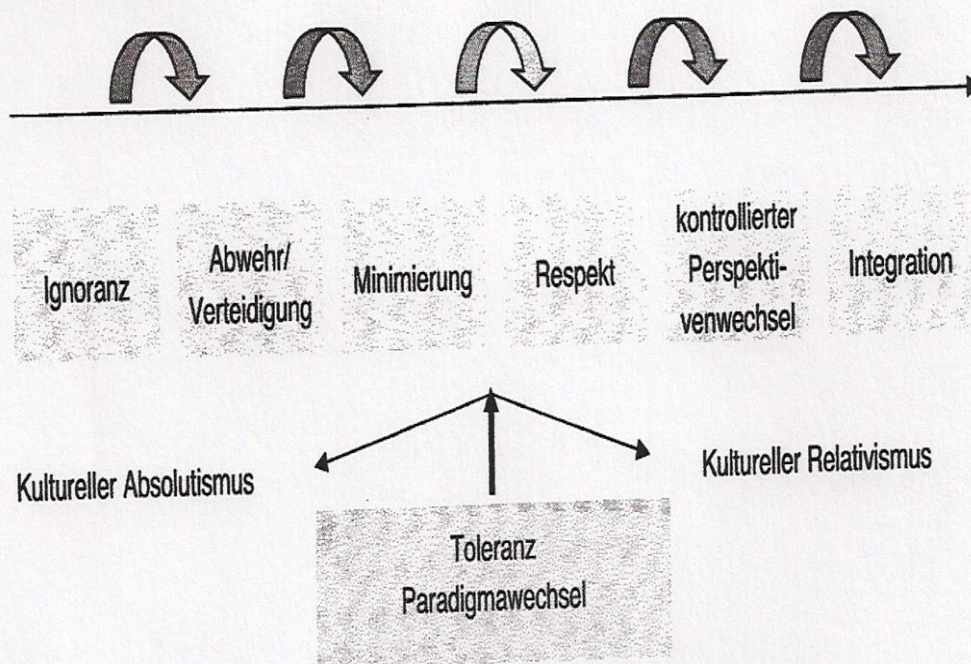 Ignoranz
Abwehr/
Verteidigung
Minimierung
Respekt
kontrollierter
Perspekti-
venwechsel
Integration
Kultureller Absolutismus
Kultureller Relativismus
Toleranz
Paradigmawechsel